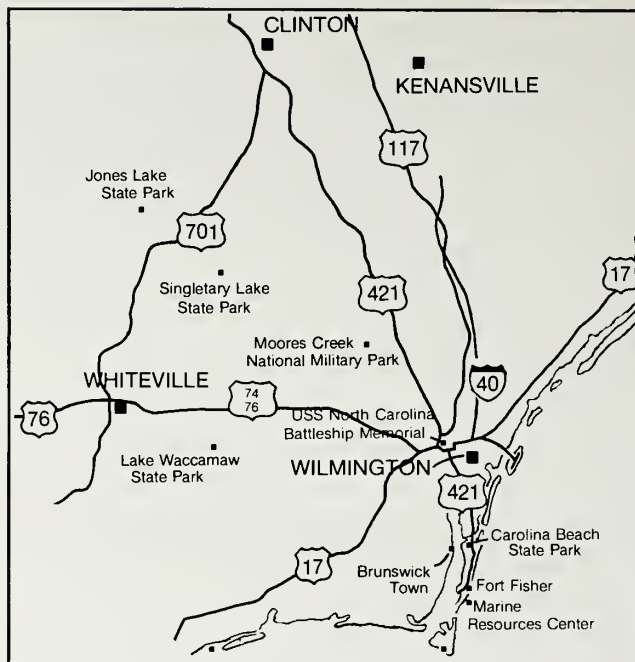 CLINTON
KENANSVILLE
117
Jones Lake
State Park
701
17
Singletary Lake
State Park
421
Moores Creek
National Military Park
40
WHITEVILLE
74
76
76
USS North Carolina
Battleship Memorial
Lake Waccamaw
State Park
WILMINGTON
421
Carolina Beach
State Park
17
Brunswick
Town
Fort Fisher
Marine
Resources Center